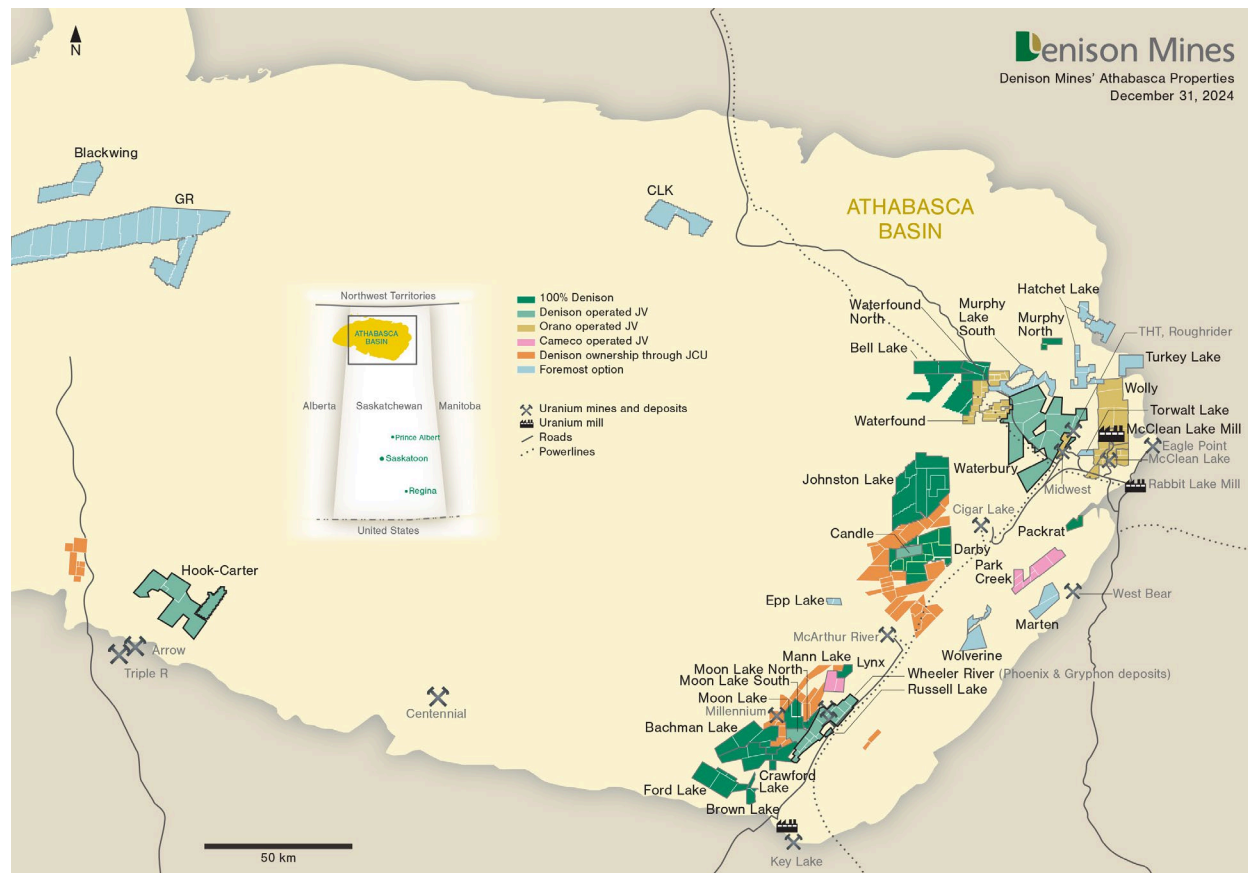 N
Denison Mines
Denison Mines' Athabasca Properties
December 31, 2024
Blackwing
GR
CLK
ATHABASCA
BASIN
Northwest Territories
ATHABASCA
BASIN
Alberta
Saskatchewan
Manitoba
Prince Albert
Saskatoon
Regina
United States
100% Denison
Denison operated JV
Orano operated JV
Cameco operated JV
Denison ownership through JCU
Foremost option
Uranium mines and deposits
Uranium mill
Roads
Powerlines
Hatchet Lake
Waterfound
North
Murphy
Lake
South
Murphy
North
THT, Roughrider
Bell Lake
Turkey Lake
Wolly
Torwalt Lake
Waterfound
McClean Lake Mill
Eagle Point
McClean Lake
Waterbury
Midwest
Rabbit Lake Mill
Johnston Lake
Cigar Lake
Packrat
Candle
Darby
Park
Creek
Hook-Carter
Epp Lake
West Bear
Marten
McArthur River
Wolverine
Arrow
Triple R
Mann Lake
Lynx
Moon Lake North
Wheeler River (Phoenix & Gryphon deposits)
Moon Lake South
Russell Lake
Moon Lake
Millennium
Centennial
Bachman Lake
Crawford
Lake
Ford Lake
Brown Lake
50 km
Key Lake